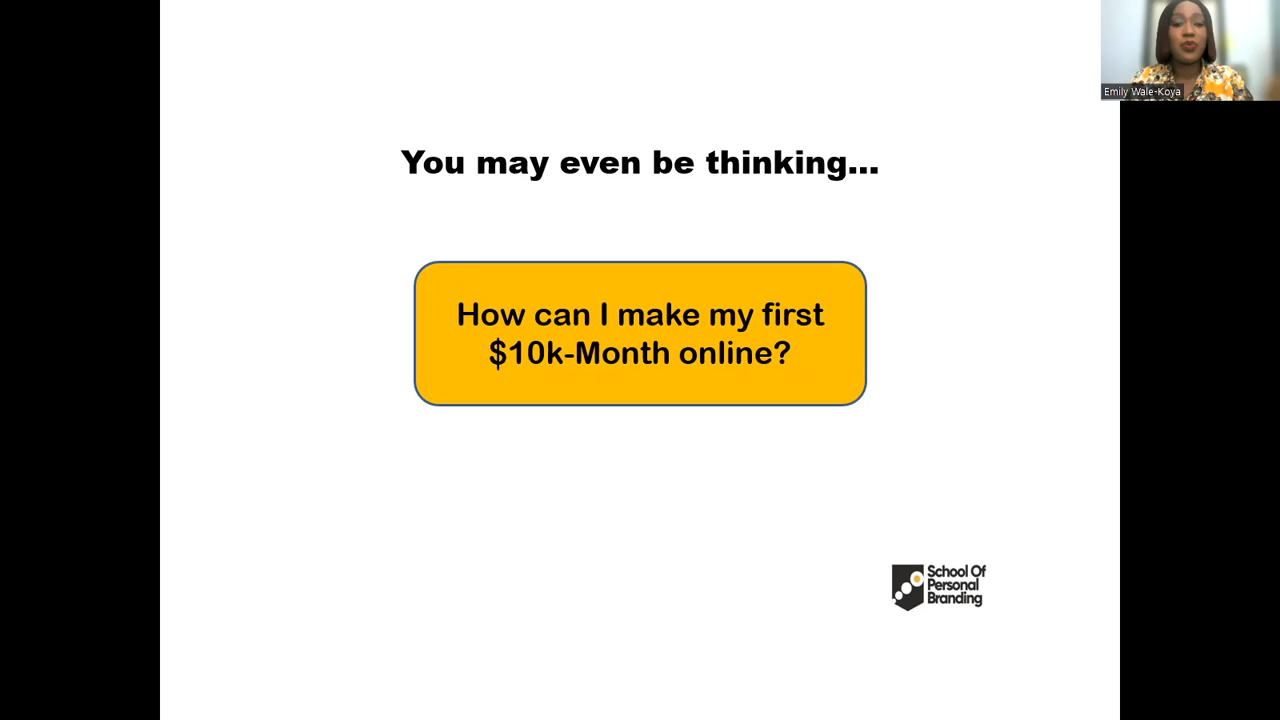 Emily Wale-Koya
You may even be thinking...
How can I make my first
$10k-Month online?
School Of
Personal
Branding